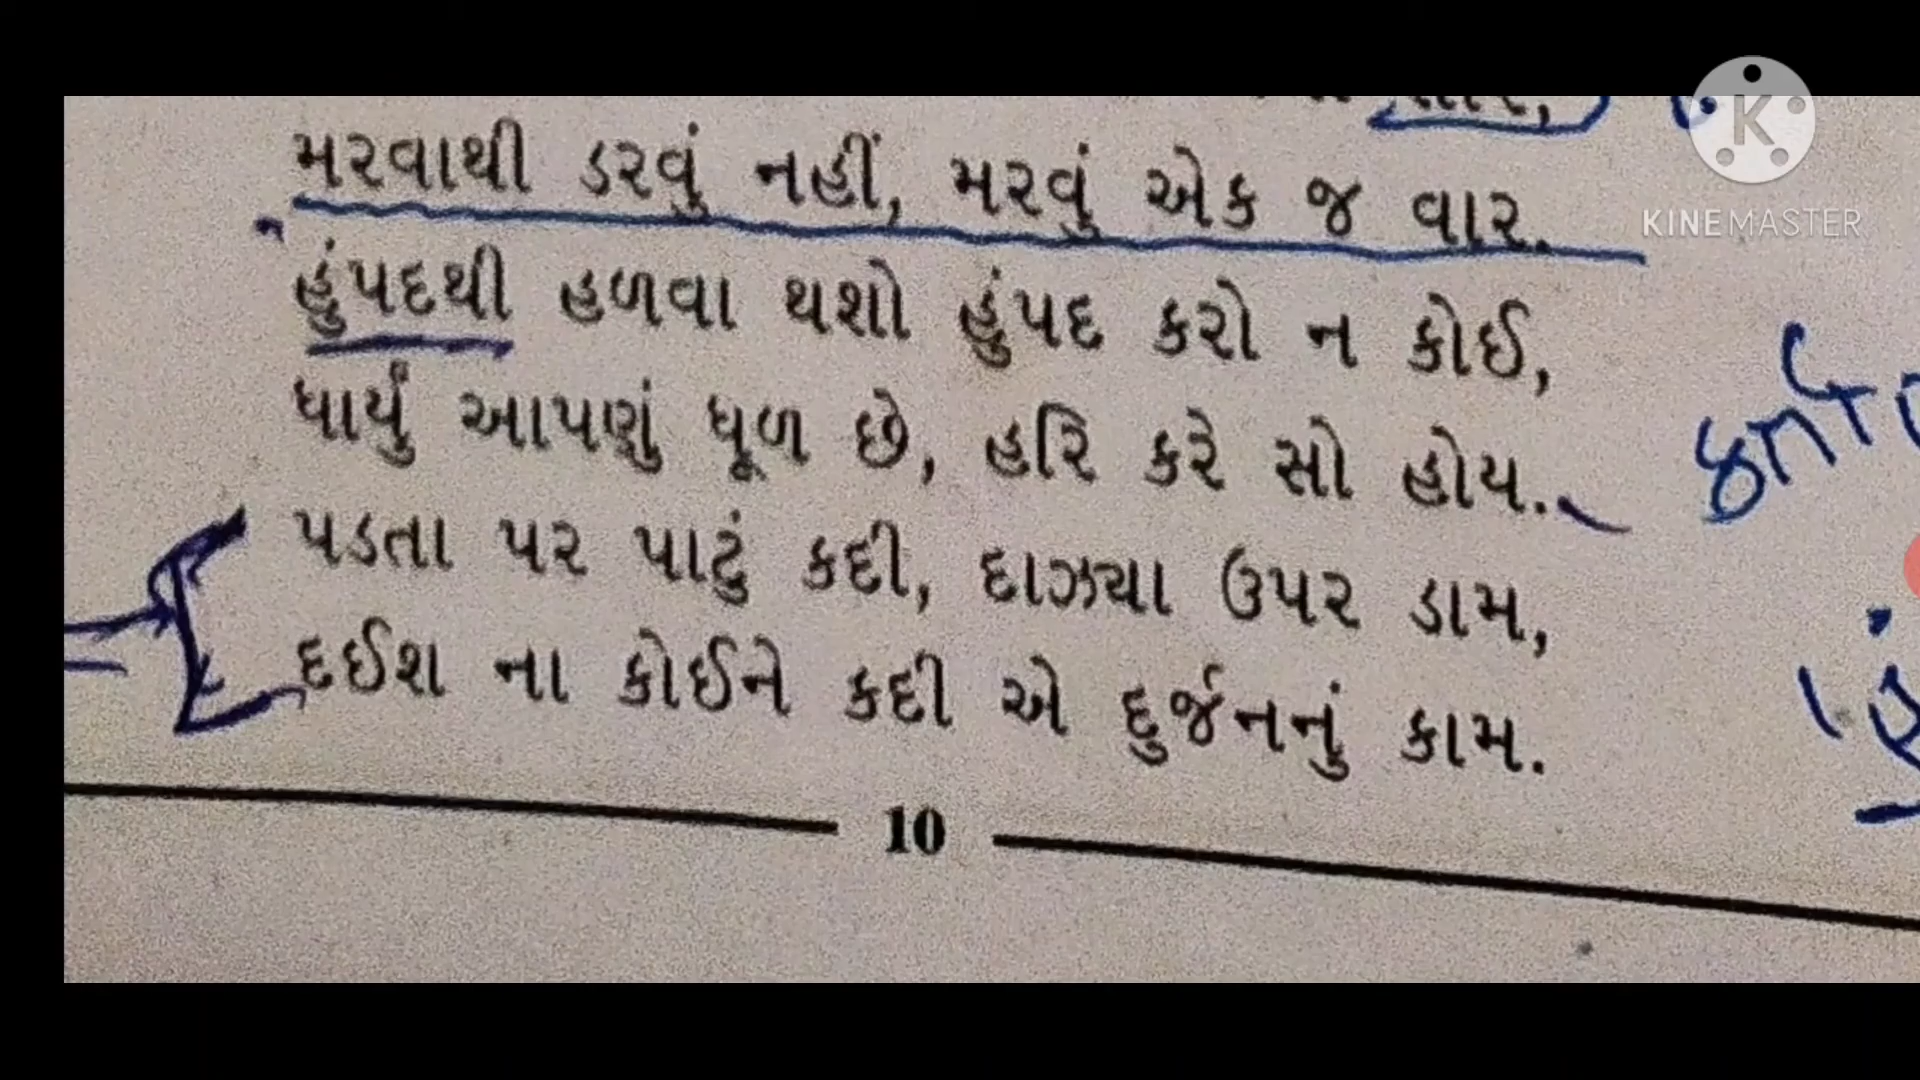 મરવાથી ડરવું નહીં, મરવું એક જ વાર.
હુંપદથી હળવા થશો હુંપદ કરો ન કોઈ,
ધાર્યું આપણું ધૂળ છે, હરિ કરે સો હોય.
પડતા પર પાટું કદી, દાઝ્યા ઉપર ડામ,
દઈશ ના કોઈને કદી એ દુર્જનનું કામ.
10
KINEMASTER